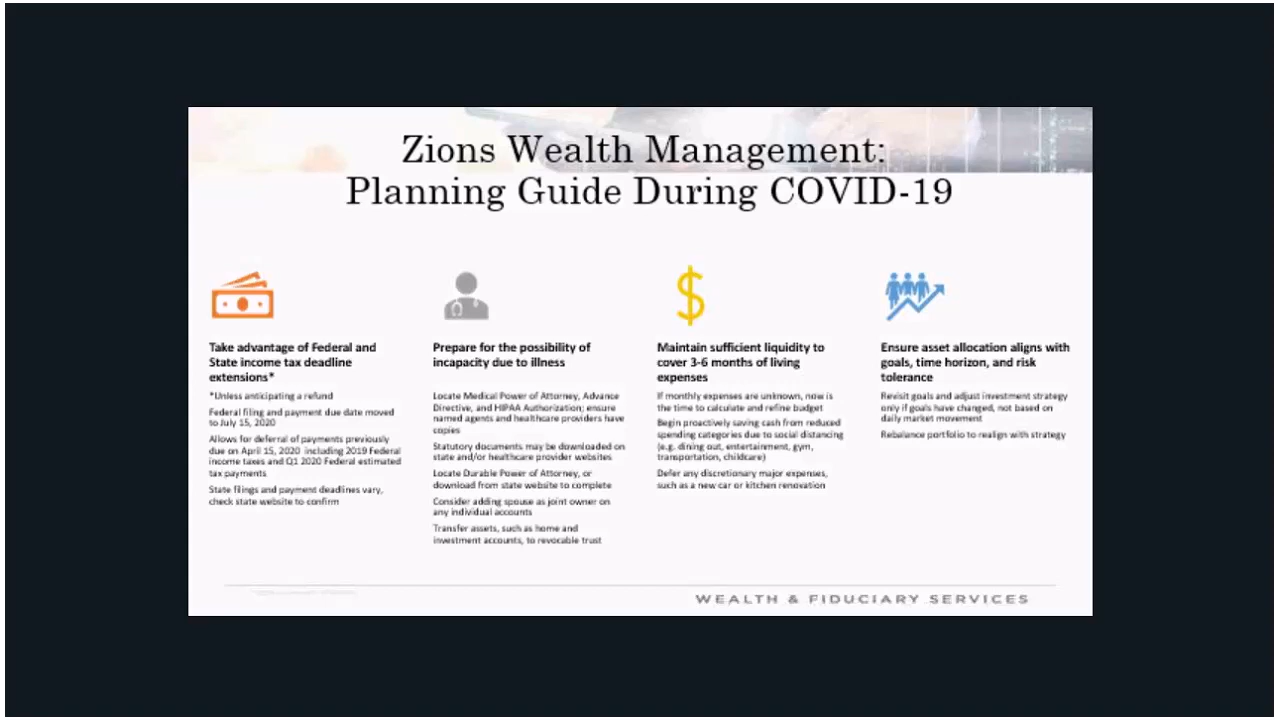 Zions Wealth Management:
Planning Guide During COVID-19
Take advantage of Federal and
State income tax deadline
extensions*
*Unless anticipating a refund
Federal filing and payment due date moved
to July 15, 2020
Allows for deferral of payments previously
due on April 15, 2020 including 2019 Federal
income taxes and Q1 2020 Federal estimated
tax payments
State filings and payment deadlines vary,
check state website to confirm
Prepare for the possibility of
incapacity due to illness
Locate Medical Power of Attorney, Advance
Directive, and HIPAA Authorization; ensure
named agents and healthcare providers have
copies
Statutory documents may be downloaded on
state and/or healthcare provider websites
Locate Durable Power of Attorney, or
download from state website to complete
Consider adding spouse as joint owner on
any individual accounts
Transfer assets, such as home and
investment accounts, to revocable trust
Maintain sufficient liquidity to
cover 3-6 months of living
expenses
If monthly expenses are unknown, now is
the time to calculate and refine budget
Begin proactively saving cash from reduced
spending categories due to social distancing
(e.g. dining out, entertainment, gym,
transportation, childcare)
Defer any discretionary major expenses,
such as a new car or kitchen renovation
Ensure asset allocation aligns with
goals, time horizon, and risk
tolerance
Revisit goals and adjust investment strategy
only if goals have changed, not based on
daily market movement
Rebalance portfolio to realign with strategy
WEALTH & FIDUCIARY SERVICES